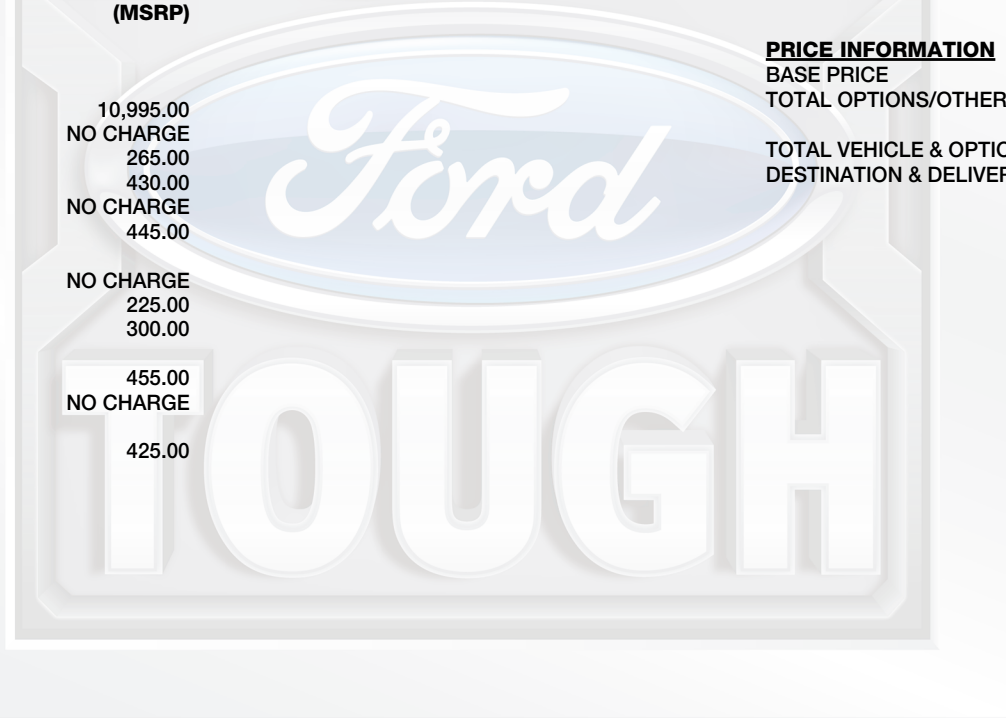 (MSRP)
10,995.00
NO CHARGE
265.00
430.00
NO CHARGE
445.00
NO CHARGE
225.00
300.00
455.00
NO CHARGE
425.00
PRICE INFORMATION
BASE PRICE
TOTAL OPTIONS/OTHER
TOTAL VEHICLE & OPTIO
DESTINATION & DELIVER
Ford
TOUGH